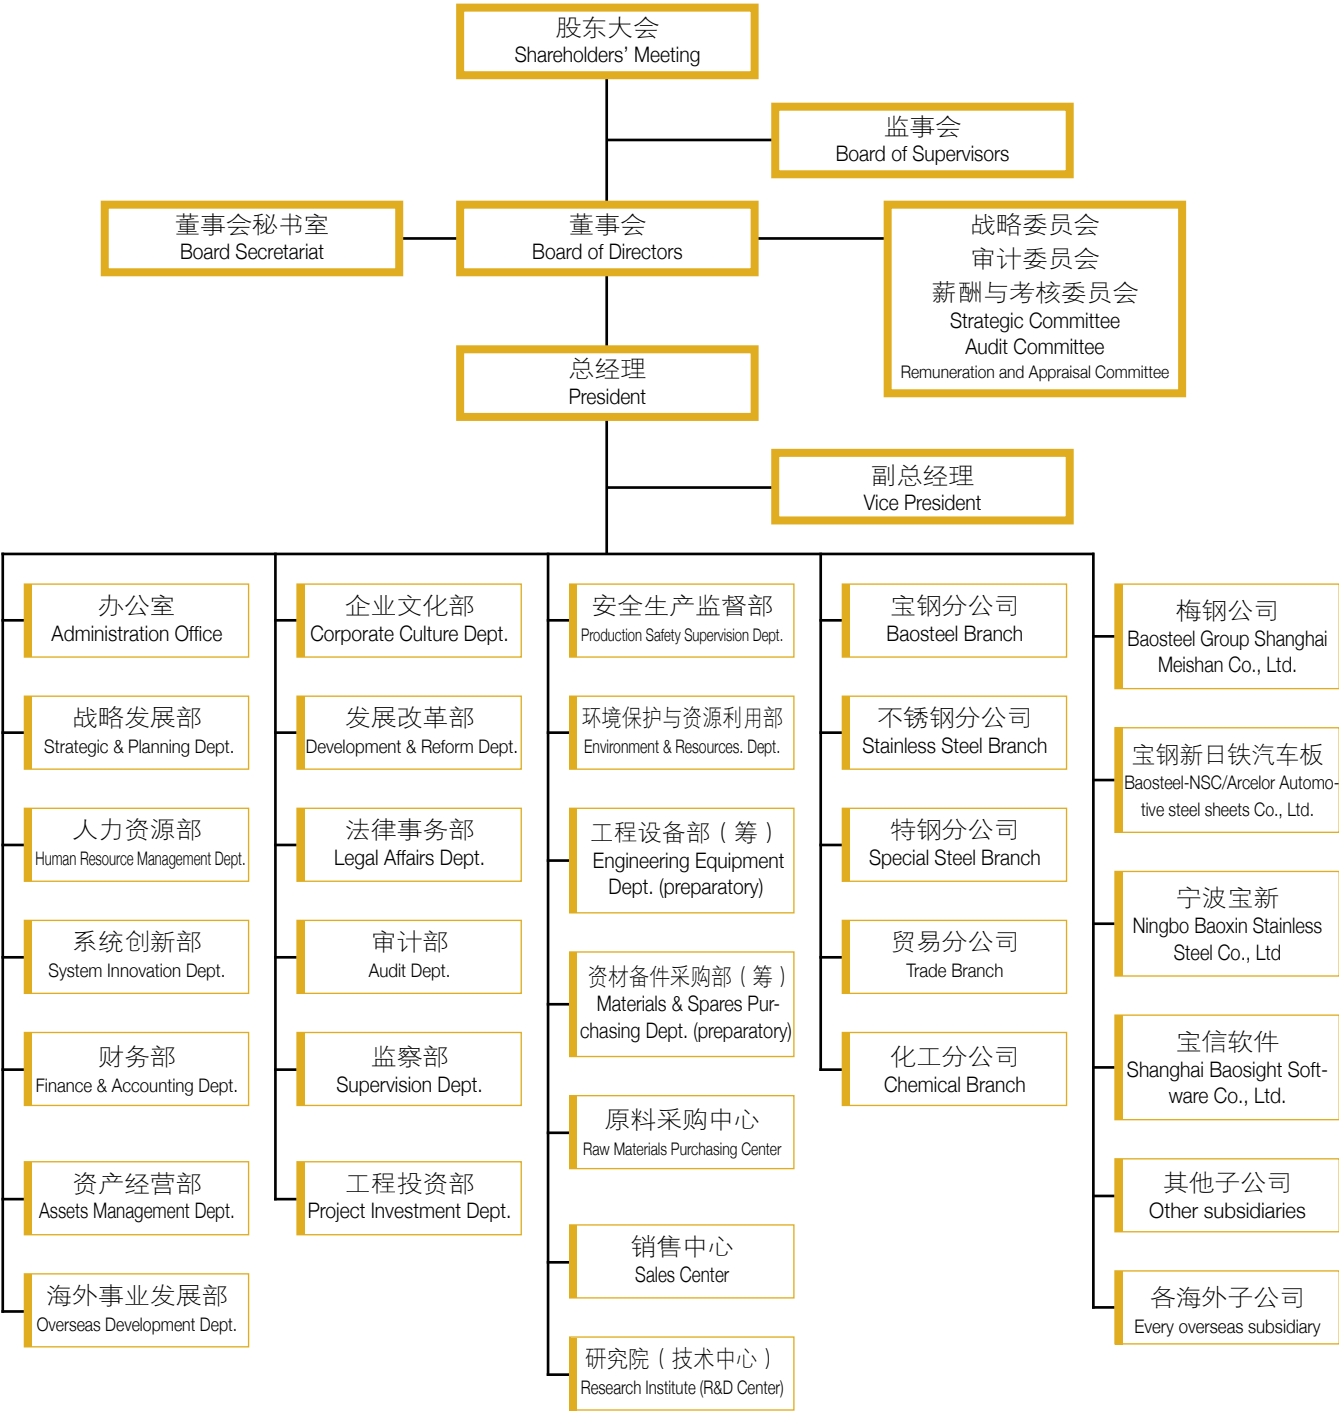 股东大会
Shareholders’ Meeting
监事会
Board of Supervisors
董事会秘书室
Board Secretariat
董事会
Board of Directors
战略委员会
审计委员会
薪酬与考核委员会
Strategic Committee
Audit Committee
Remuneration and Appraisal Committee
总经理
President
副总经理
Vice President
办公室
Administration Office
战略发展部
Strategic & Planning Dept.
人力资源部
Human Resource Management Dept.
系统创新部
System Innovation Dept.
财务部
Finance & Accounting Dept.
资产经营部
Assets Management Dept.
海外事业发展部
Overseas Development Dept.
企业文化部
Corporate Culture Dept.
发展改革部
Development & Reform Dept.
法律事务部
Legal Affairs Dept.
审计部
Audit Dept.
监察部
Supervision Dept.
工程投资部
Project Investment Dept.
安全生产监督部
Production Safety Supervision Dept.
环境保护与资源利用部
Environment & Resources. Dept.
工程设备部（筹）
Engineering Equipment
Dept. (preparatory)
资材备件采购部（筹）
Materials & Spares Pur-
chasing Dept. (preparatory)
原料采购中心
Raw Materials Purchasing Center
销售中心
Sales Center
研究院（技术中心）
Research Institute (R&D Center)
宝钢分公司
Baosteel Branch
不锈钢分公司
Stainless Steel Branch
特钢分公司
Special Steel Branch
贸易分公司
Trade Branch
化工分公司
Chemical Branch
梅钢公司
Baosteel Group Shanghai
Meishan Co., Ltd.
宝钢新日铁汽车板
Baosteel-NSC/Arcelor Automo-
tive steel sheets Co., Ltd.
宁波宝新
Ningbo Baoxin Stainless
Steel Co., Ltd
宝信软件
Shanghai Baosight Soft-
ware Co., Ltd.
其他子公司
Other subsidiaries
各海外子公司
Every overseas subsidiary